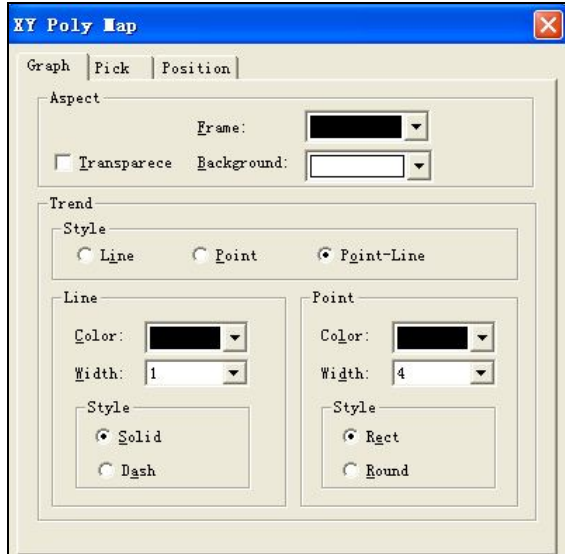 XY Poly Map
Graph Pick Position
Aspect
Frame:
Transparece Background:
Trend
Style
Line Point Point-Line
Line Point
Color: Color:
Width: 1 Width: 4
Style Style
Solid Rect
Dash Round